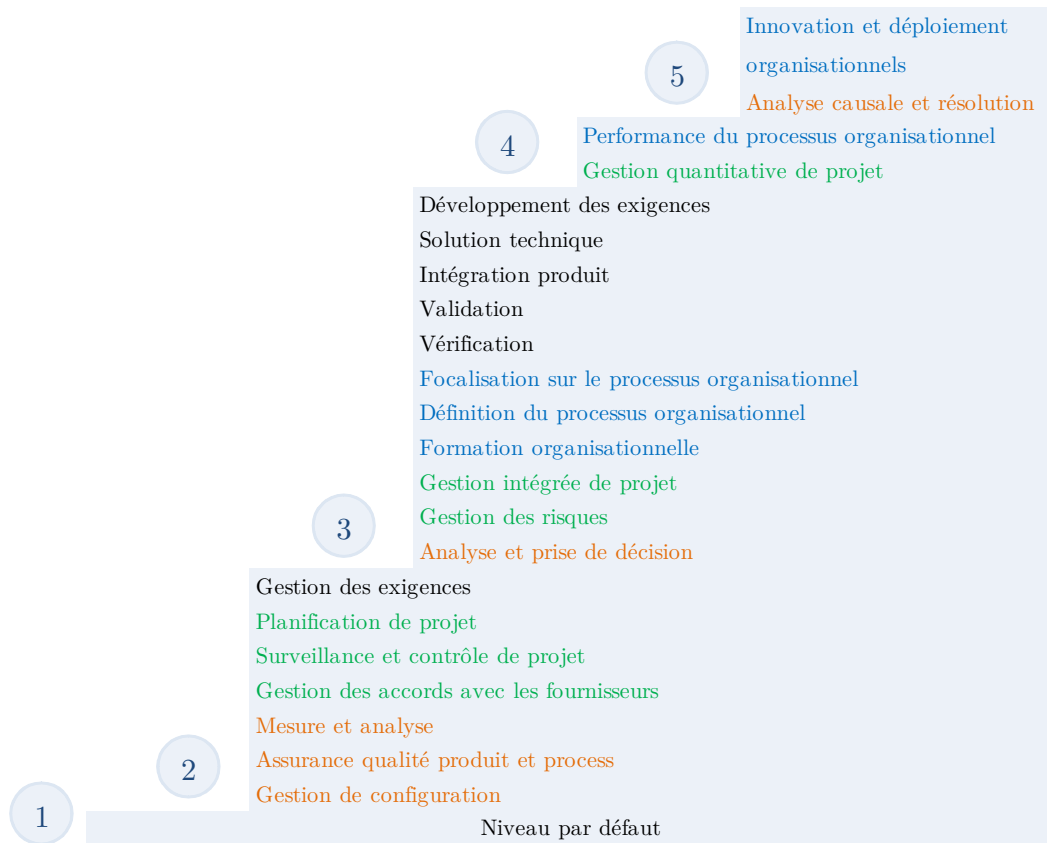 Innovation et déploiement
organisationnels
Analyse causale et résolution
5
Performance du processus organisationnel
Gestion quantitative de projet
4
Développement des exigences
Solution technique
Intégration produit
Validation
Vérification
Focalisation sur le processus organisationnel
Définition du processus organisationnel
Formation organisationnelle
Gestion intégrée de projet
Gestion des risques
Analyse et prise de décision
3
Gestion des exigences
Planification de projet
Surveillance et contrôle de projet
Gestion des accords avec les fournisseurs
Mesure et analyse
Assurance qualité produit et process
Gestion de configuration
2
1
Niveau par défaut